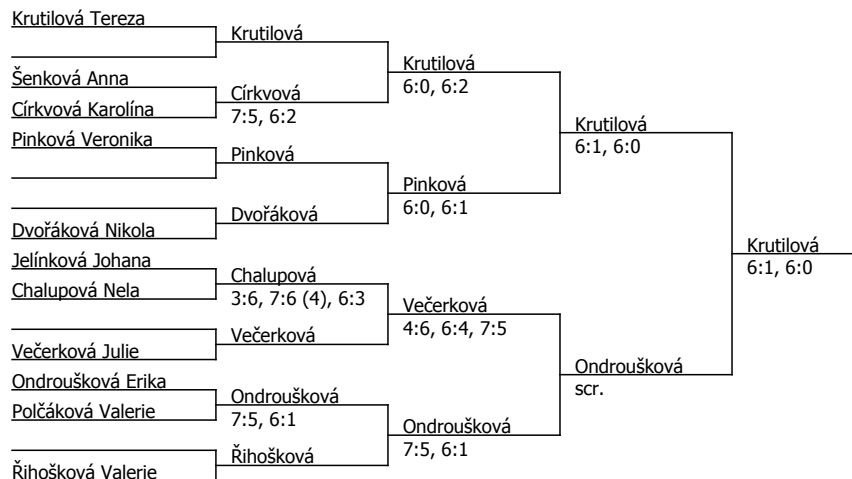 Krutilová Tereza
Krutilová
Krutilová
6:0, 6:2
Šenková Anna
Církvová
7:5, 6:2
Církvová Karolína
Krutilová
6:1, 6:0
Pinková Veronika
Pinková
Pinková
6:0, 6:1
Dvořáková
Dvořáková Nikola
Krutilová
6:1, 6:0
Jelínková Johana
Chalupová
3:6, 7:6 (4), 6:3
Chalupová Nela
Večerková
4:6, 6:4, 7:5
Večerková
Večerková Julie
Ondroušková
scr.
Ondroušková Erika
Ondroušková
7:5, 6:1
Polčáková Valerie
Ondroušková
7:5, 6:1
Řihošková
Řihošková Valerie